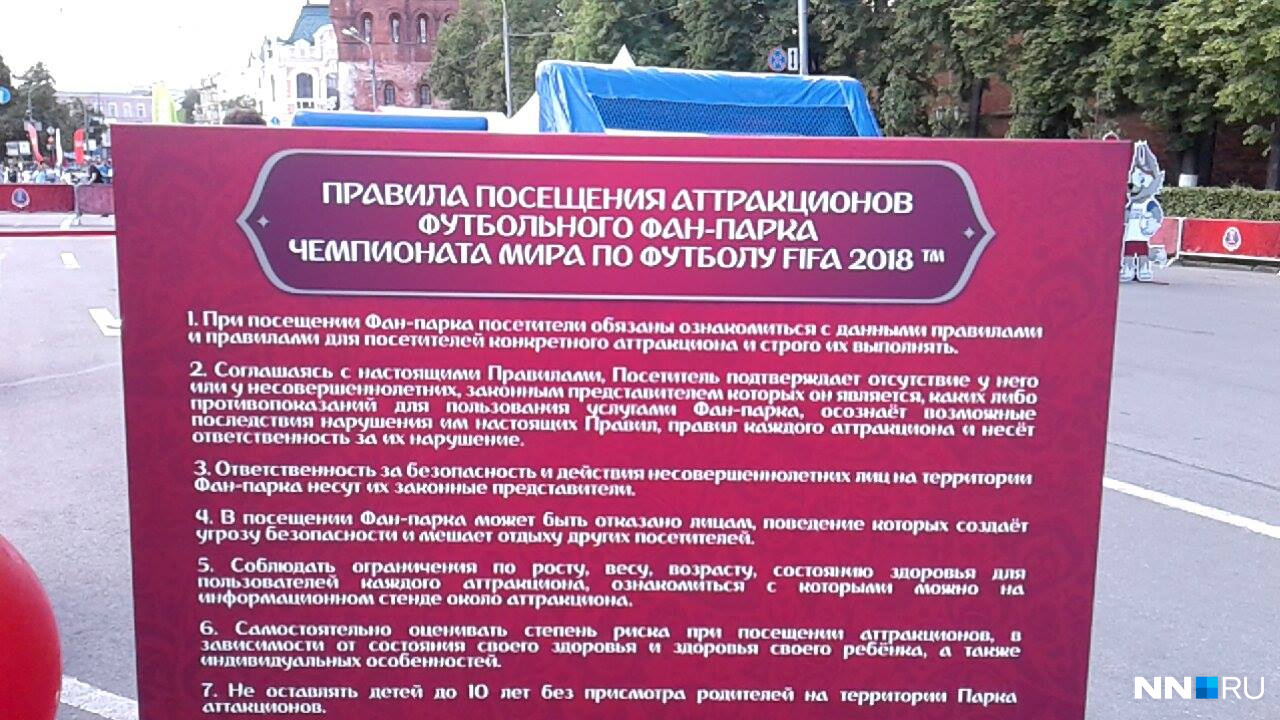 ПРАВИЛА ПОСЕЩЕНИЯ АТТРАКЦИОНОВ
ФУТБОЛЬНОГО ФАН-ПАРКА
ЧЕМПИОНАТА МИРА ПО ФУТБОЛУ FIFA 2018 ™
1. При посещении Фан-парка посетители обязаны ознакомиться с данными правилами
и правилами для посетителей конкретного аттракциона и строго их выполнять.
2. Соглашаясь с настоящими Правилами, Посетитель подтверждает отсутствие у него
или у несовершеннолетних, законным представителем которых он является, каких либо
противопоказаний для пользования услугами Фан-парка, осознаёт возможные
последствия нарушения им настоящих Правил, правил каждого аттракциона и несёт
ответственность за их нарушение.
3. Ответственность за безопасность и действия несовершеннолетних лиц на территории
Фан-парка несут их законные представители.
4. В посещении Фан-парка может быть отказано лицам, поведение которых создаёт
угрозу безопасности и мешает отдыху других посетителей.
5. Соблюдать ограничения по росту, весу, возрасту, состоянию здоровья для
пользователей каждого аттракциона, ознакомиться с которыми можно на
информационном стенде около аттракциона.
6. Самостоятельно оценивать степень риска при посещении аттракционов, в
зависимости от состояния своего здоровья и здоровья своего ребёнка, а также
индивидуальных особенностей.
7. Не оставлять детей до 10 лет без присмотра родителей на территории Парка
аттакционов.
NN RU